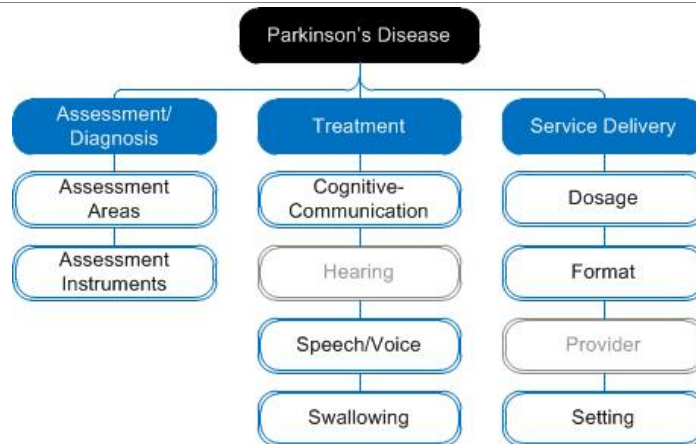 Parkinson's Disease
Assessment/
Diagnosis
Assessment
Areas
Assessment
Instruments
Treatment
Cognitive-
Communication
Hearing
Speech/Voice
Swallowing
Service Delivery
Dosage
Format
Provider
Setting